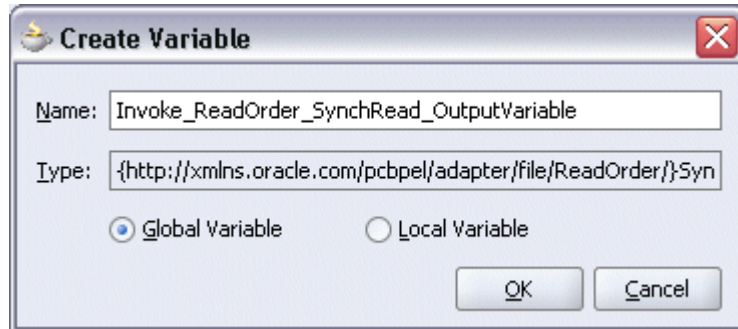 Create Variable
Name: Invoke_ReadOrder_SynchRead_OutputVariable
Type: {http://xmlns.oracle.com/pcbpel/adapter/file/ReadOrder/}Syn
Global Variable Local Variable
OK Cancel